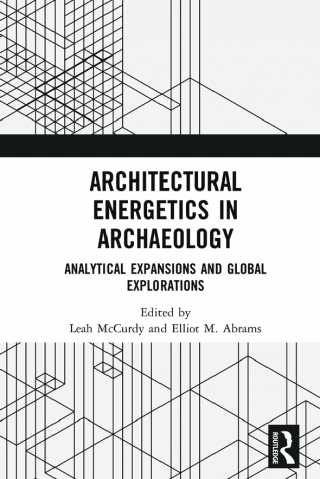 ARCHITECTURAL
ENERGETICS IN
ARCHAEOLOGY
ANALYTICAL EXPANSIONS AND GLOBAL
EXPLORATIONS
Edited by
Leah McCurdy and Elliot M. Abrams
ROUTLEDGE